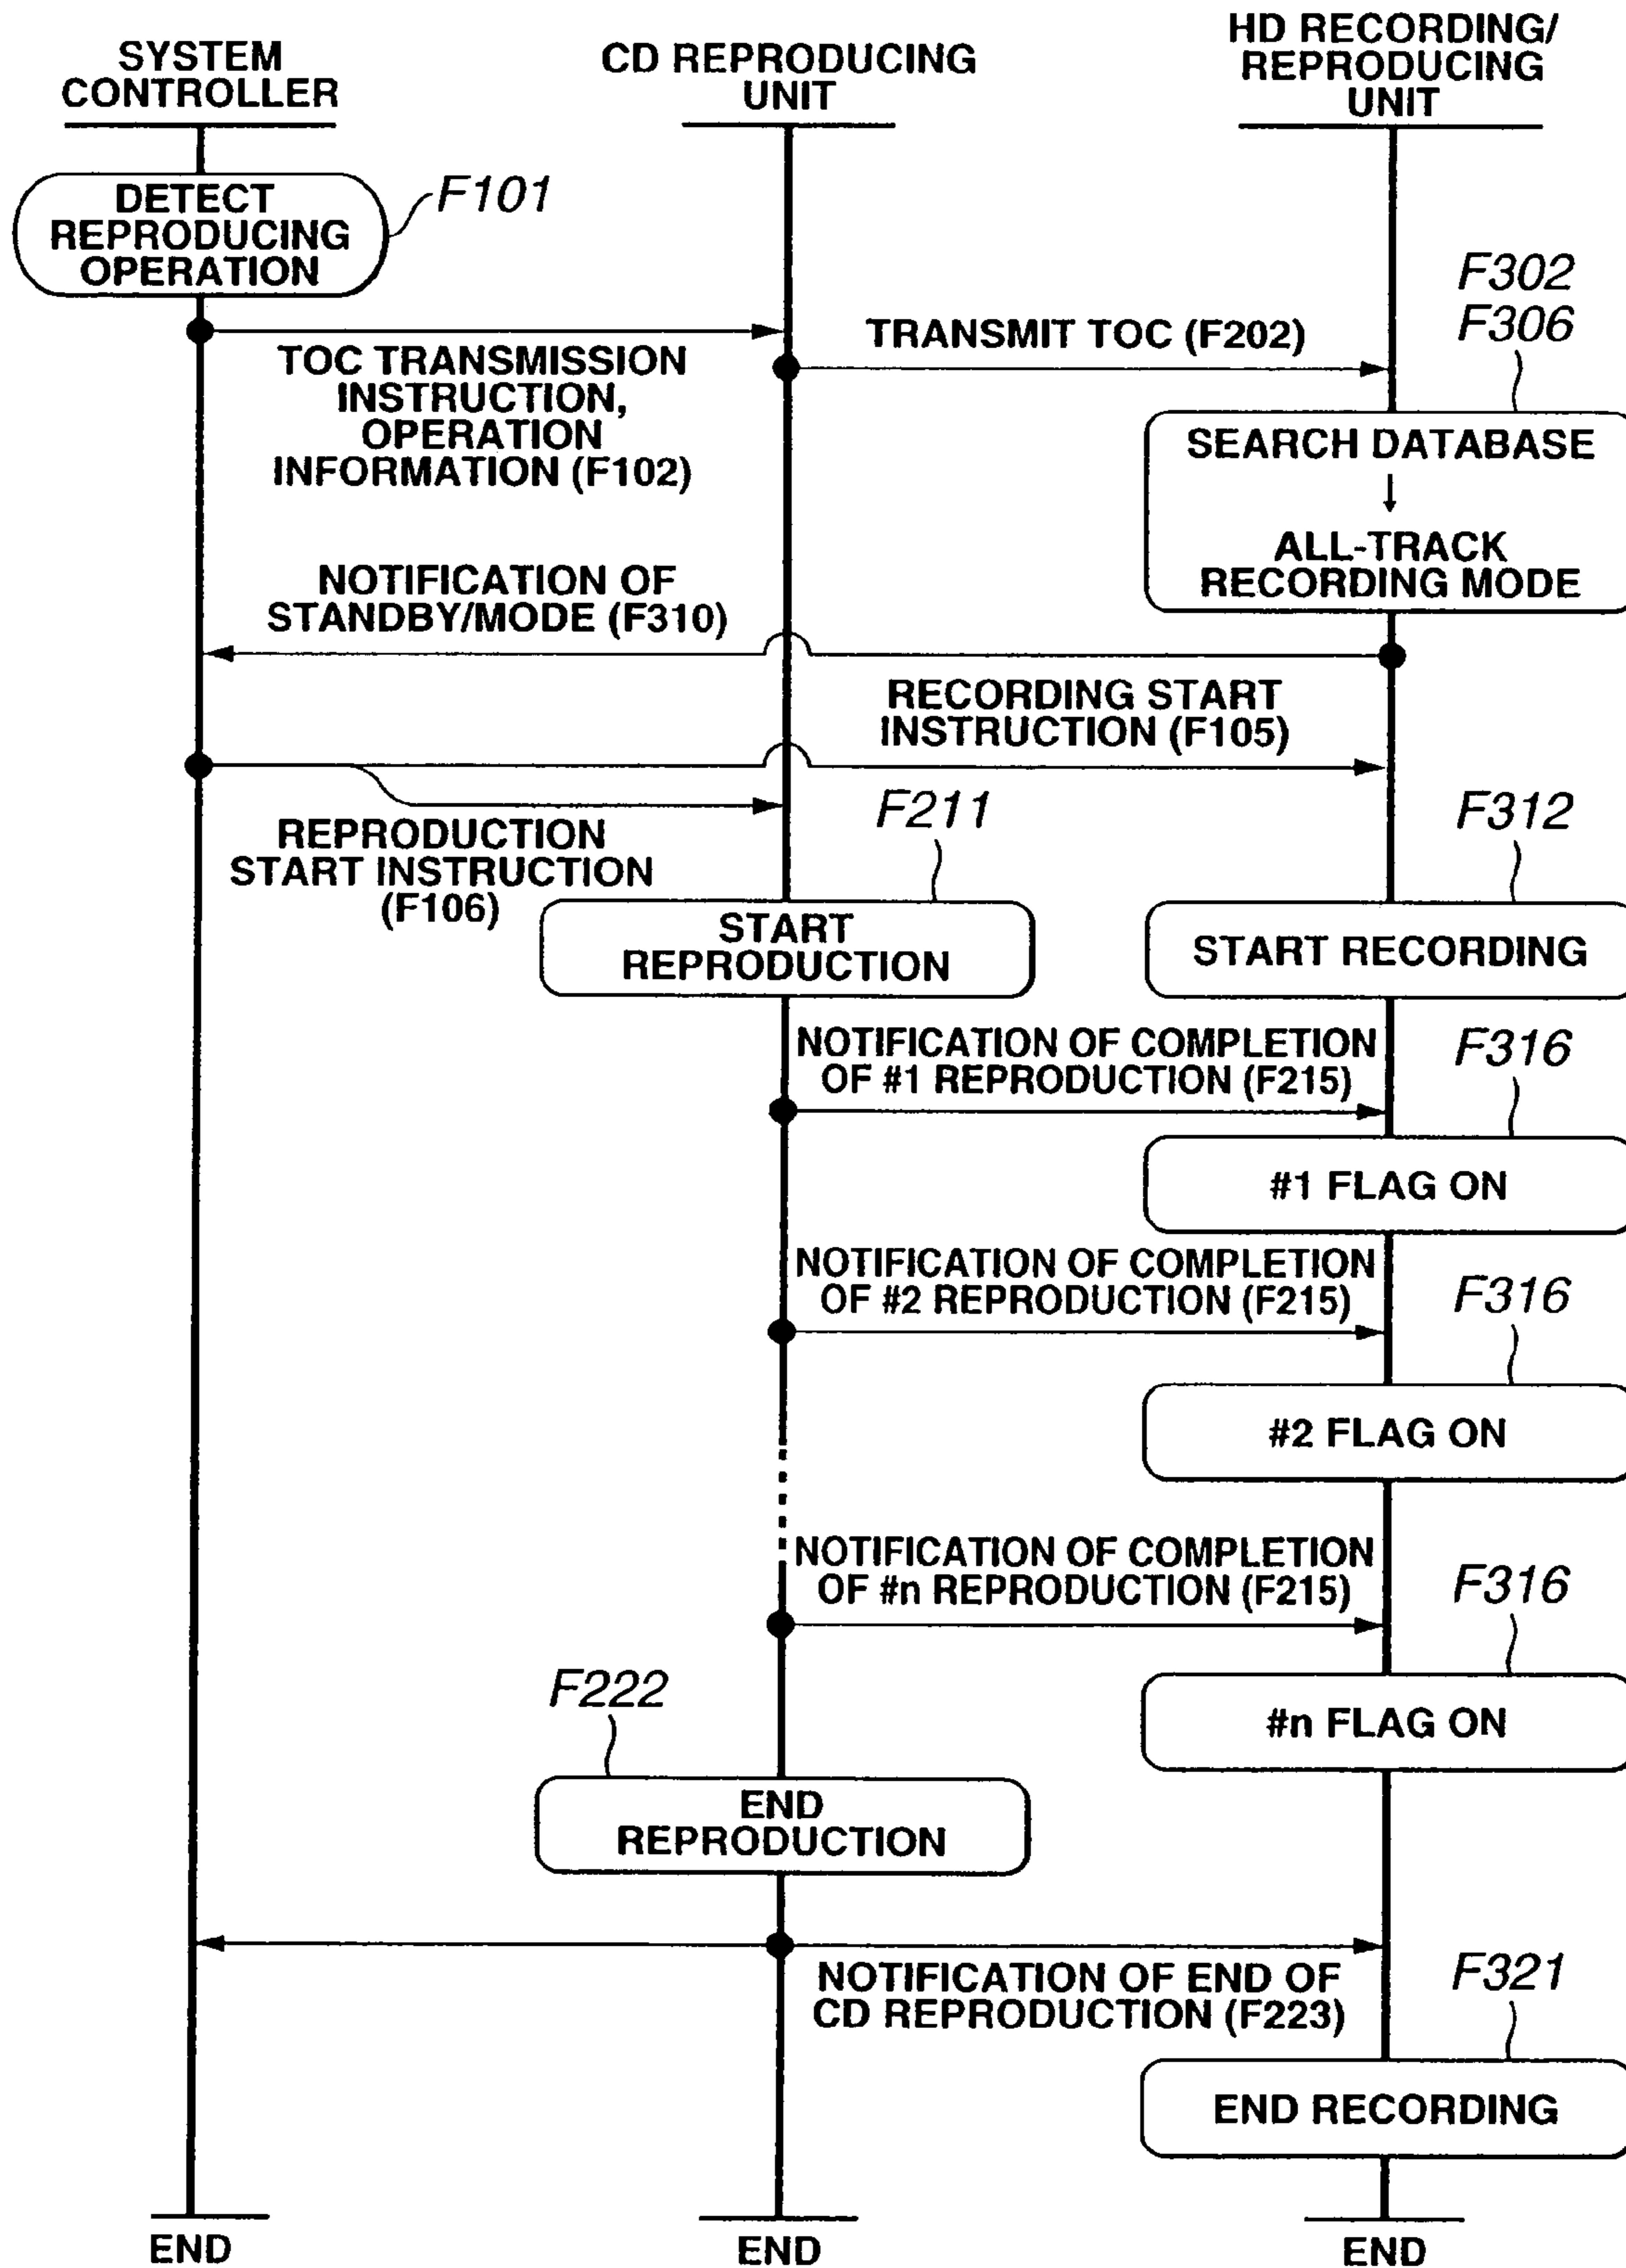 SYSTEM
CONTROLLER
CD REPRODUCING
UNIT
HD RECORDING/
REPRODUCING
UNIT
DETECT
REPRODUCING
OPERATION
F101
TOC TRANSMISSION
INSTRUCTION,
OPERATION
INFORMATION (F102)
TRANSMIT TOC (F202)
F302
F306
SEARCH DATABASE
ALL-TRACK
RECORDING MODE
NOTIFICATION OF
STANDBY/MODE (F310)
RECORDING START
INSTRUCTION (F105)
REPRODUCTION
START INSTRUCTION
(F106)
F211
START
REPRODUCTION
F312
START RECORDING
NOTIFICATION OF COMPLETION
OF #1 REPRODUCTION (F215)
F316
#1 FLAG ON
NOTIFICATION OF COMPLETION
OF #2 REPRODUCTION (F215)
F316
#2 FLAG ON
NOTIFICATION OF COMPLETION
OF #n REPRODUCTION (F215)
F316
#n FLAG ON
F222
END
REPRODUCTION
NOTIFICATION OF END OF
CD REPRODUCTION (F223)
F321
END RECORDING
END
END
END